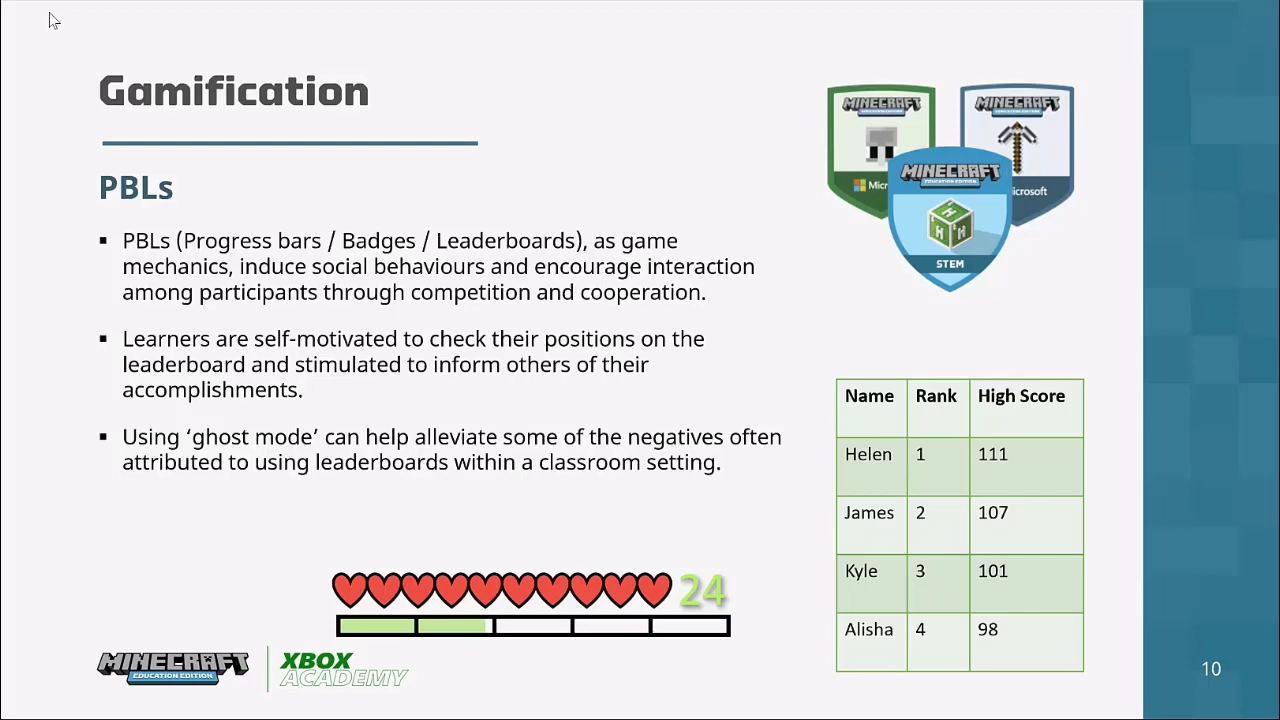 Gamification
PBLs
▪ PBLs (Progress bars / Badges / Leaderboards), as game
mechanics, induce social behaviours and encourage interaction
among participants through competition and cooperation.
▪ Learners are self-motivated to check their positions on the
leaderboard and stimulated to inform others of their
accomplishments.
▪ Using ‘ghost mode’ can help alleviate some of the negatives often
attributed to using leaderboards within a classroom setting.
MINECRAFT
MINECRAFT
Micr
icrosoft
MINECRAFT
EDUCATION EDITION
H H H
STEM
Name Rank High Score
Helen 1 111
James 2 107
Kyle 3 101
Alisha 4 98
24
MINECRAFT
EDUCATION EDITION
XBOX
ACADEMY
10